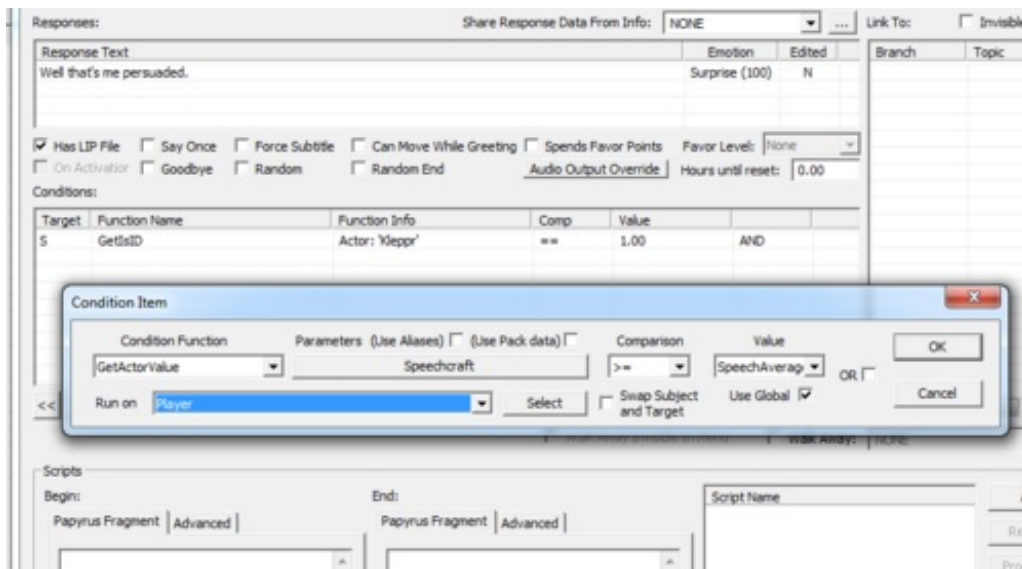 Responses: Share Response Data From Info: NONE ... Link To: Invisible
Response Text Emotion Edited Branch Topic
Well that's me persuaded. Surprise (100) N
Has LIP File Say Once Force Subtitle Can Move While Greeting Spends Favor Points Favor Level: None
On Activation Goodbye Random Random End Audio Output Override Hours until reset: 0.00
Conditions:
Target Function Name Function Info Comp Value
S GetIsID Actor: 'Kleppr' == 1.00 AND
Condition Item
Condition Function Parameters (Use Aliases) (Use Pack data) Comparison Value
GetActorValue Speechcraft >= SpeechAverag OR OK
<< Run on Player Select Swap Subject and Target Use Global Cancel
Walk Away: NONE
Scripts
Begin: End: Script Name
Papyrus Fragment Advanced Papyrus Fragment Advanced